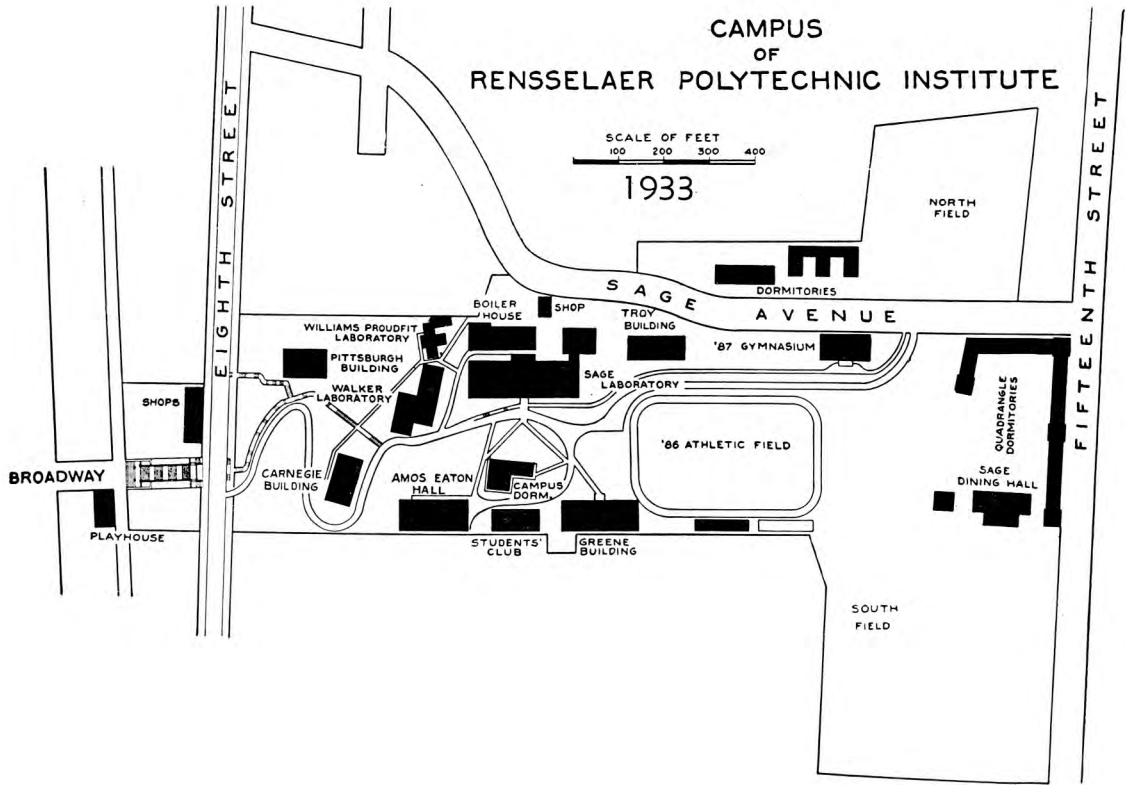 CAMPUS
OF
RENSSELAER POLYTECHNIC INSTITUTE
SCALE OF FEET
100 200 300 400
1933
EIGHTH STREET
FIFTEENTH STREET
NORTH
FIELD
SAGE AVENUE
DORMITORIES
BOILER
HOUSE
SHOP
TROY
BUILDING
WILLIAMS PROUDFIT
LABORATORY
'87 GYMNASIUM
PITTSBURGH
BUILDING
WALKER
LABORATORY
SAGE
LABORATORY
SHOPS
QUADRANGLE
DORMITORIES
'86 ATHLETIC FIELD
BROADWAY
CARNEGIE
BUILDING
AMOS EATON
HALL
CAMPUS
DORM.
SAGE
DINING HALL
PLAYHOUSE
STUDENTS'
CLUB
GREENE
BUILDING
SOUTH
FIELD